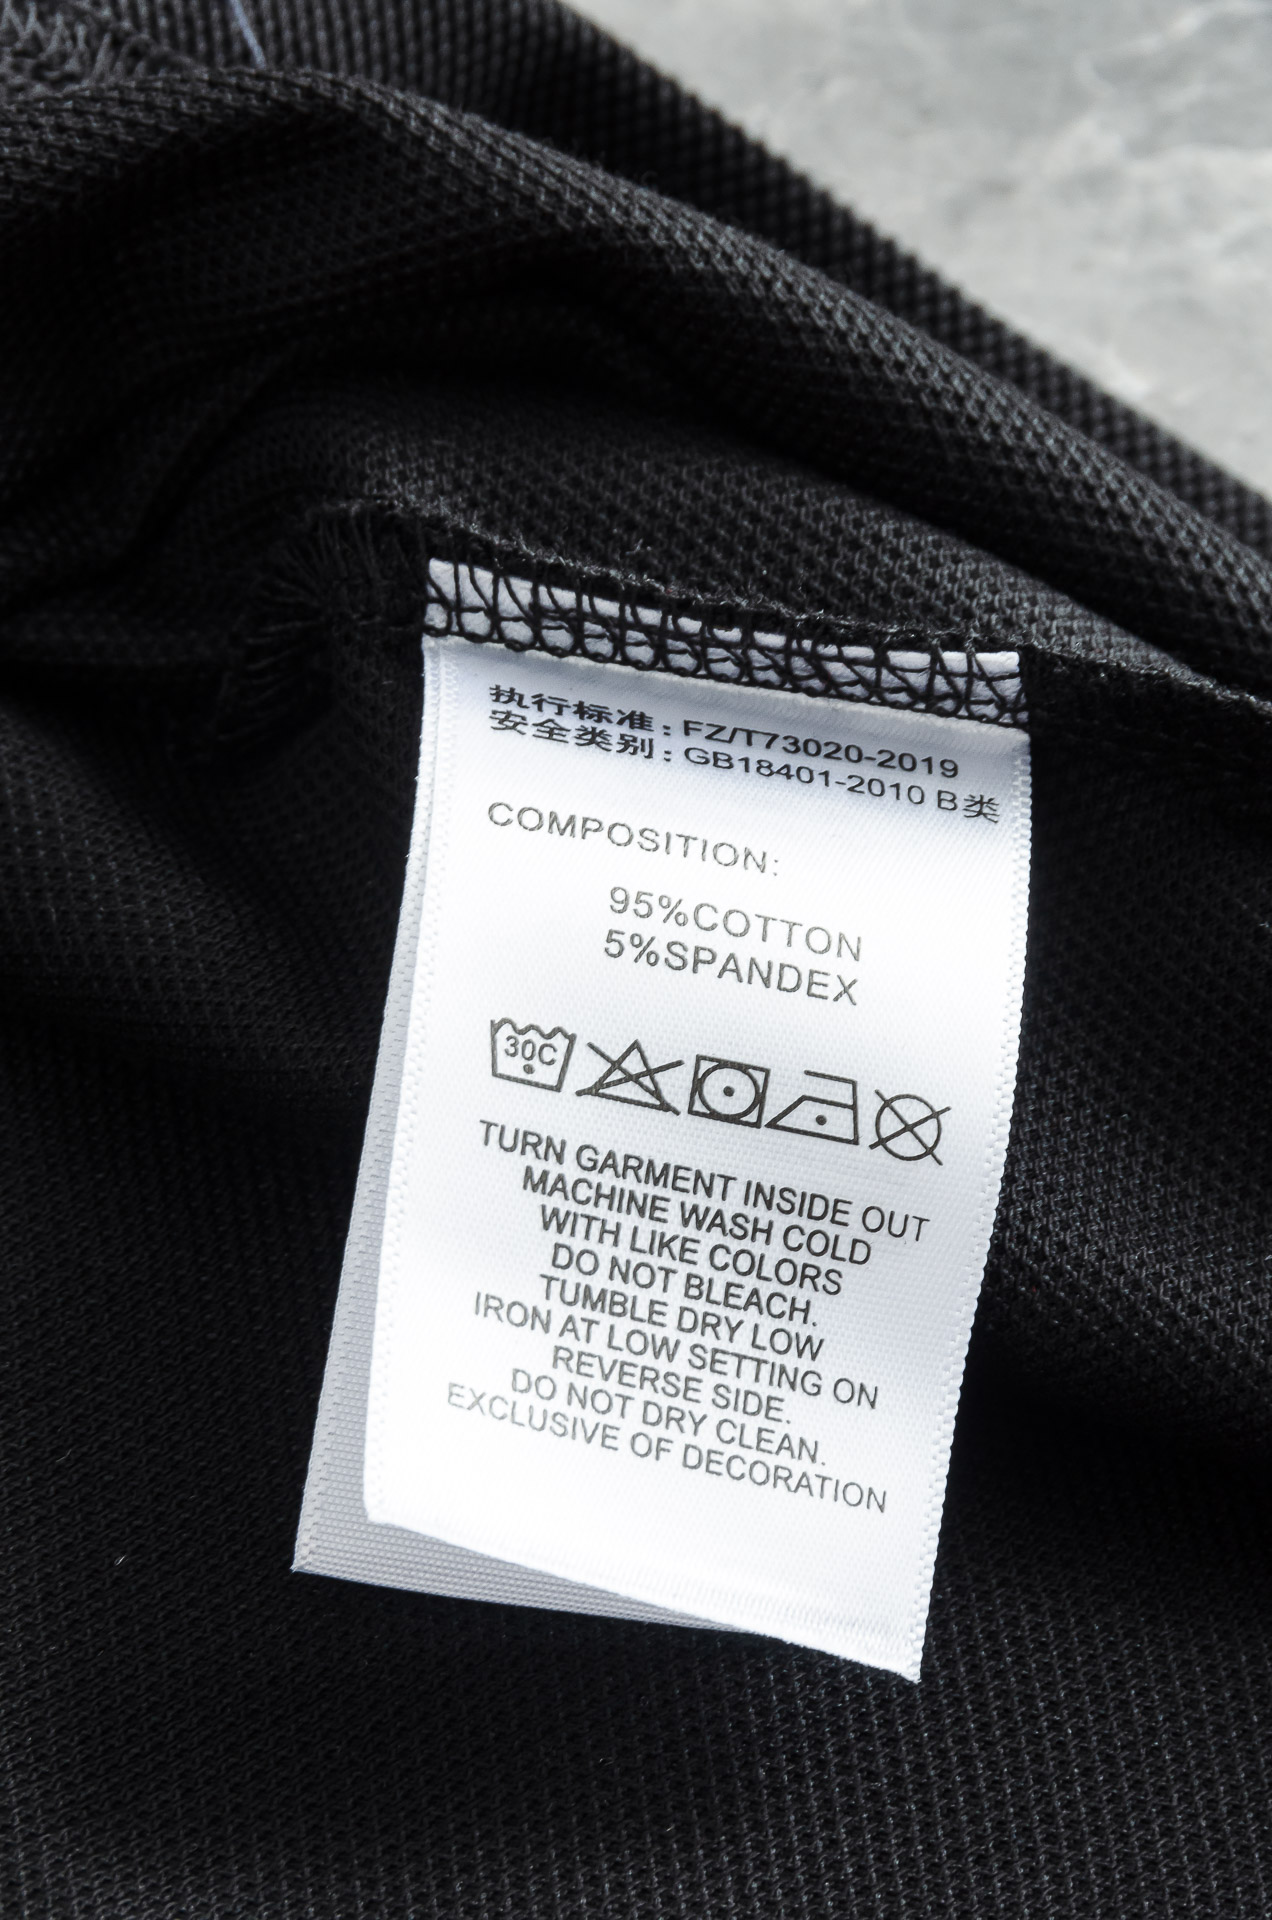 执行标准：FZ/T73020-2019
安全类别：GB18401-2010 B类
COMPOSITION:
95%COTTON
5%SPANDEX
30C
TURN GARMENT INSIDE OUT
MACHINE WASH COLD
WITH LIKE COLORS
DO NOT BLEACH.
TUMBLE DRY LOW
IRON AT LOW SETTING ON
REVERSE SIDE.
DO NOT DRY CLEAN.
EXCLUSIVE OF DECORATION